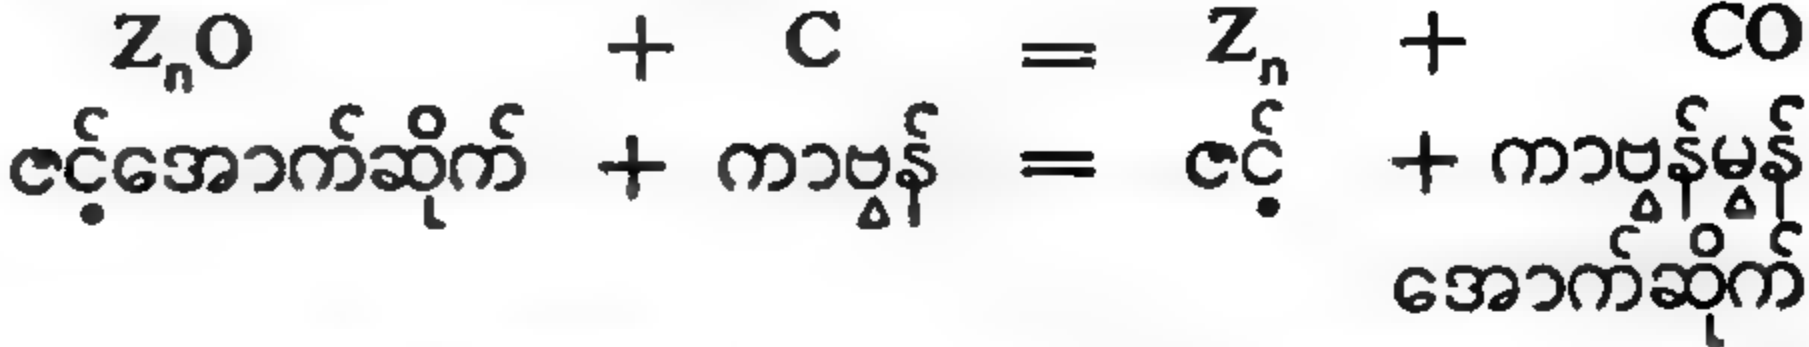 ZnO + C = Zn + CO
ဇင့်အောက်ဆိုက် + ကာဗွန် = ဇင့် + ကာဗွန်မွန်
အောက်ဆိုက်